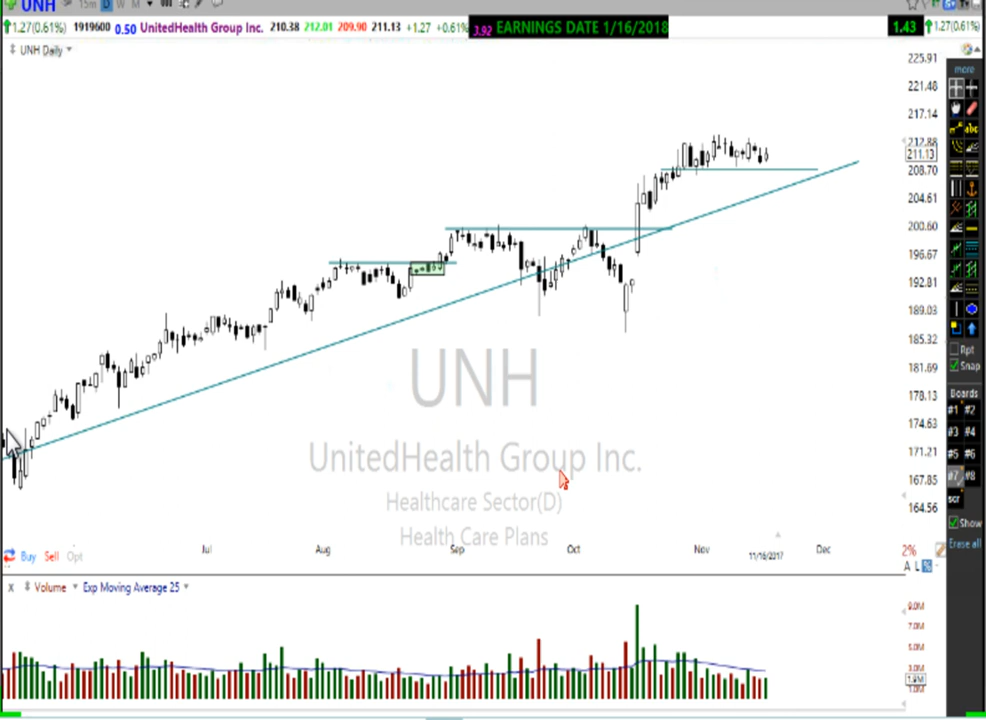 UNH 15m D W M
1.27(0.61%) 1919600 0.50 UnitedHealth Group Inc. 210.38 212.01 209.90 211.13 +1.27 +0.61% 3.92 EARNINGS DATE 1/16/2018 1.43 1.27(0.61%)
UNH Daily
225.91
more
221.48
217.14
abc
212.88
211.13
208.70
204.61
200.60
196.67
192.81
189.03
185.32
Rpt
Snap
181.69
UNH
Boards
178.13
#1 #2
174.63
#3 #4
171.21
#5 #6
UnitedHealth Group Inc.
167.85
#7 #8
Healthcare Sector(D)
scr
164.56
Show
Health Care Plans
Erase all
Jul Aug Sep Oct Nov Dec
11/16/2017
Buy Sell Opt
2%
A L %
X Volume Exp Moving Average 25
9.0M
7.0M
5.0M
3.0M
1.0M